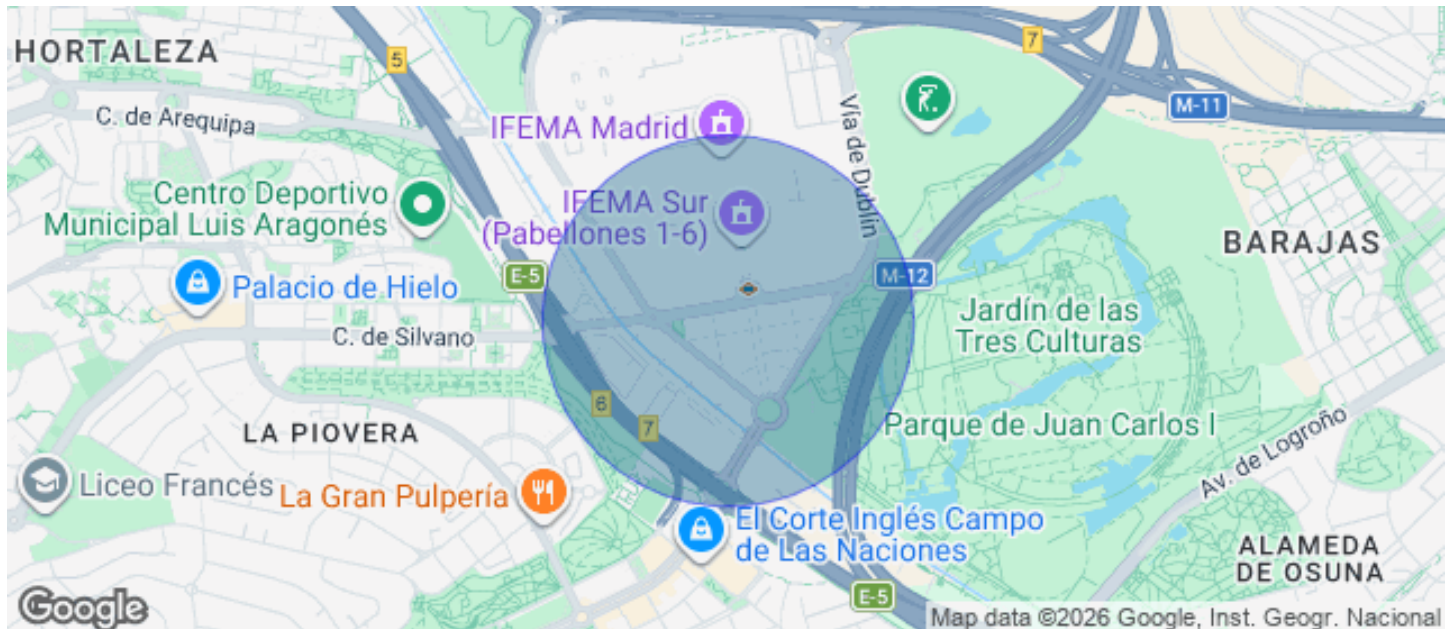 HORTALEZA
5
7
C. de Arequipa
M-11
IFEMA Madrid
Vía de Dublín
Centro Deportivo
Municipal Luis Aragonés
IFEMA Sur
(Pabellones 1-6)
BARAJAS
E-5
M-12
Palacio de Hielo
Jardín de las
Tres Culturas
C. de Silvano
6
7
LA PIOVERA
Parque de Juan Carlos I
Av. de Logroño
Liceo Francés
La Gran Pulpería
El Corte Inglés Campo
de Las Naciones
ALAMEDA
DE OSUNA
E-5
Google
Map data ©2026 Google, Inst. Geogr. Nacional